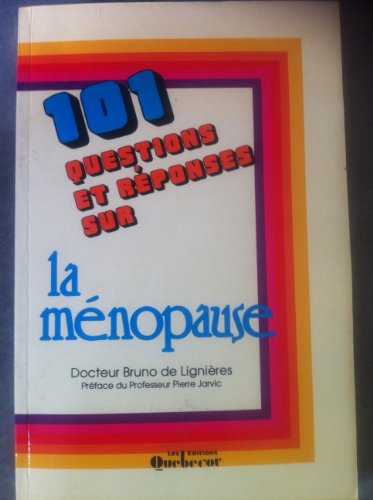 101
QUESTIONS
ET RÉPONSES
SUR
la
ménopause
Docteur Bruno de Lignières
Préface du Professeur Pierre Jarvic
Les Éditions
Quebecor